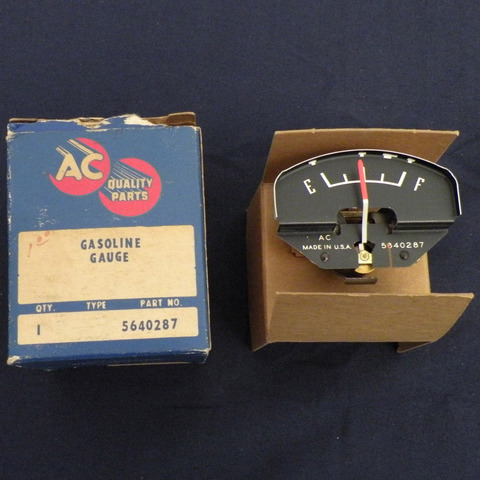 AC
QUALITY
PARTS
GASOLINE
GAUGE
QTY. TYPE PART NO.
1 5640287
E F
AC
MADE IN U.S.A. 5640287